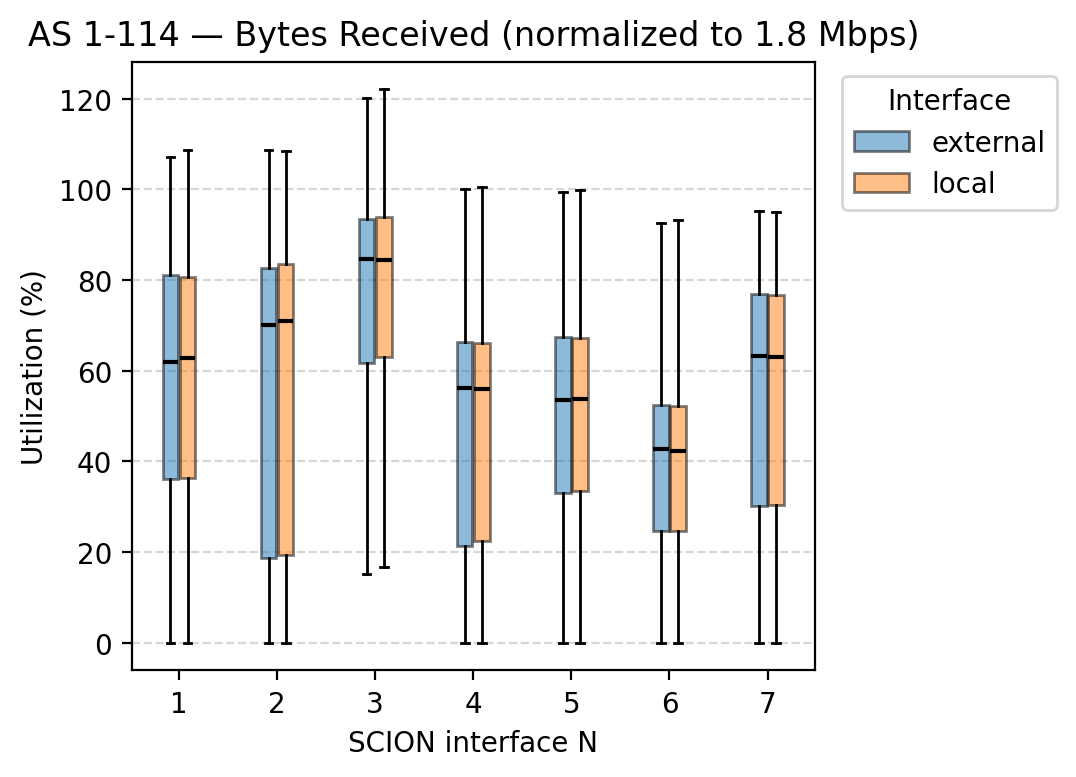 AS 1-114 — Bytes Received (normalized to 1.8 Mbps)
Utilization (%)
120
100
80
60
40
20
0
1 2 3 4 5 6 7
SCION interface N
Interface
external
local